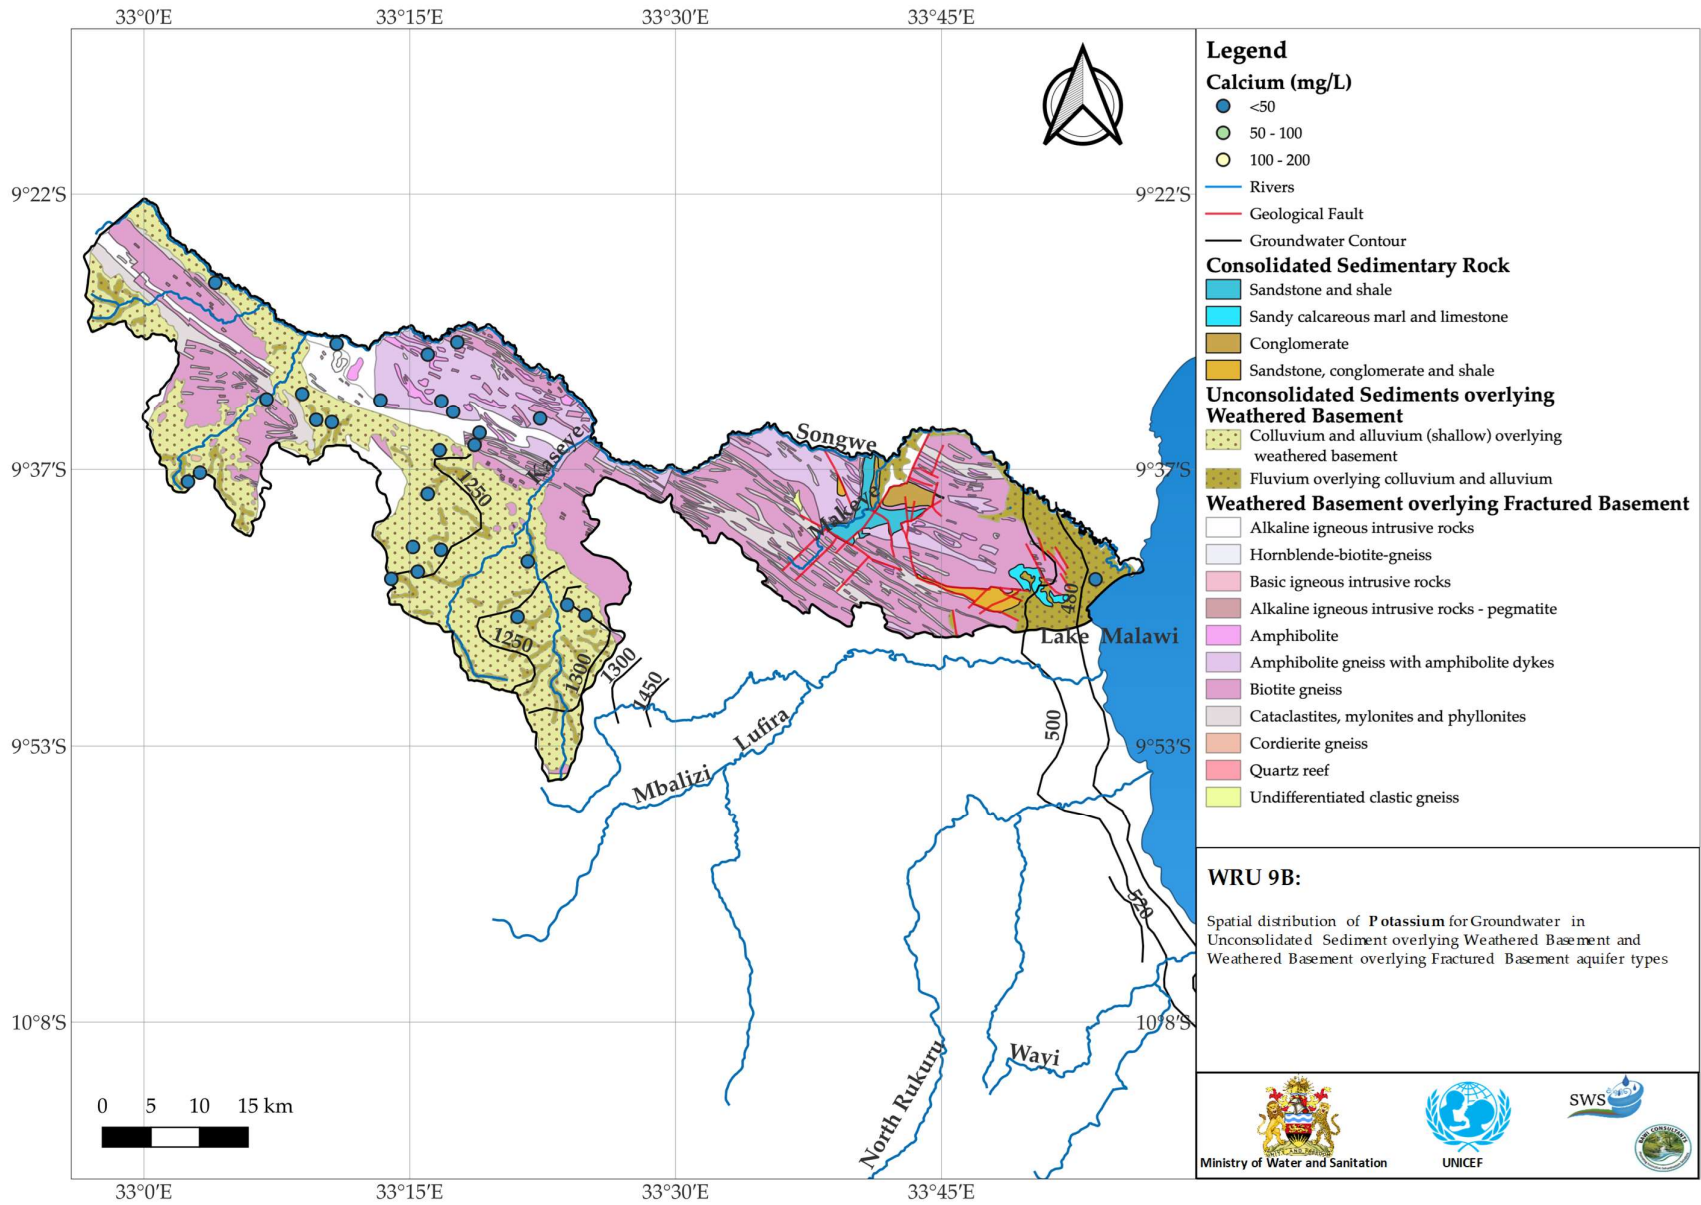 33°0′E 33°15′E 33°30′E 33°45′E
9°22′S 9°22′S
9°37′S 9°37′S
9°53′S 9°53′S
10°8′S 10°8′S
33°0′E 33°15′E 33°30′E 33°45′E
Songwe
Makeye
Kaseye
1250
1250
1300
1300
1450
480
Lake Malawi
500
Lufira
Mbalizi
520
Wayi
North Rukuru
0 5 10 15 km
Legend
Calcium (mg/L)
<50
50 - 100
100 - 200
Rivers
Geological Fault
Groundwater Contour
Consolidated Sedimentary Rock
Sandstone and shale
Sandy calcareous marl and limestone
Conglomerate
Sandstone, conglomerate and shale
Unconsolidated Sediments overlying
Weathered Basement
Colluvium and alluvium (shallow) overlying
weathered basement
Fluvium overlying colluvium and alluvium
Weathered Basement overlying Fractured Basement
Alkaline igneous intrusive rocks
Hornblende-biotite-gneiss
Basic igneous intrusive rocks
Alkaline igneous intrusive rocks - pegmatite
Amphibolite
Amphibolite gneiss with amphibolite dykes
Biotite gneiss
Cataclastites, mylonites and phyllonites
Cordierite gneiss
Quartz reef
Undifferentiated clastic gneiss
WRU 9B:
Spatial distribution of Potassium for Groundwater in
Unconsolidated Sediment overlying Weathered Basement and
Weathered Basement overlying Fractured Basement aquifer types
Ministry of Water and Sanitation
UNICEF
SWS